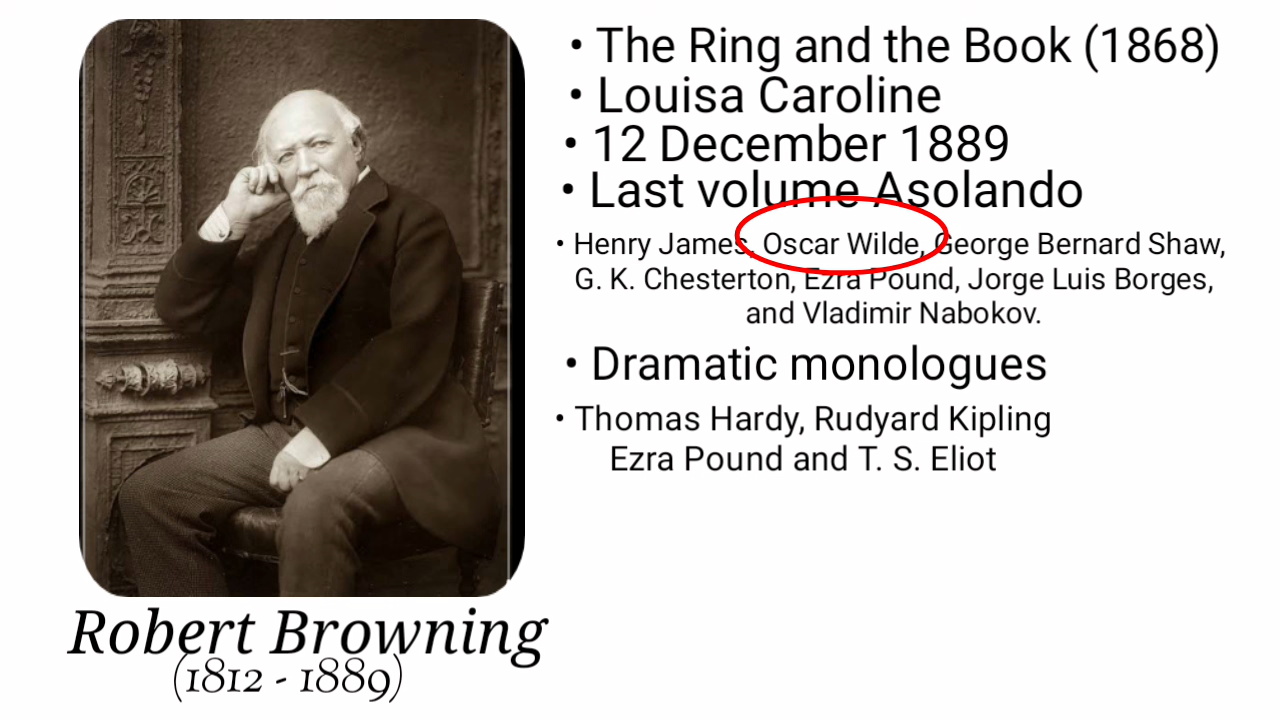 • The Ring and the Book (1868)
• Louisa Caroline
• 12 December 1889
• Last volume Asolando
• Henry James, Oscar Wilde, George Bernard Shaw,
G. K. Chesterton, Ezra Pound, Jorge Luis Borges,
and Vladimir Nabokov.
• Dramatic monologues
• Thomas Hardy, Rudyard Kipling
Ezra Pound and T. S. Eliot
Robert Browning
(1812 - 1889)